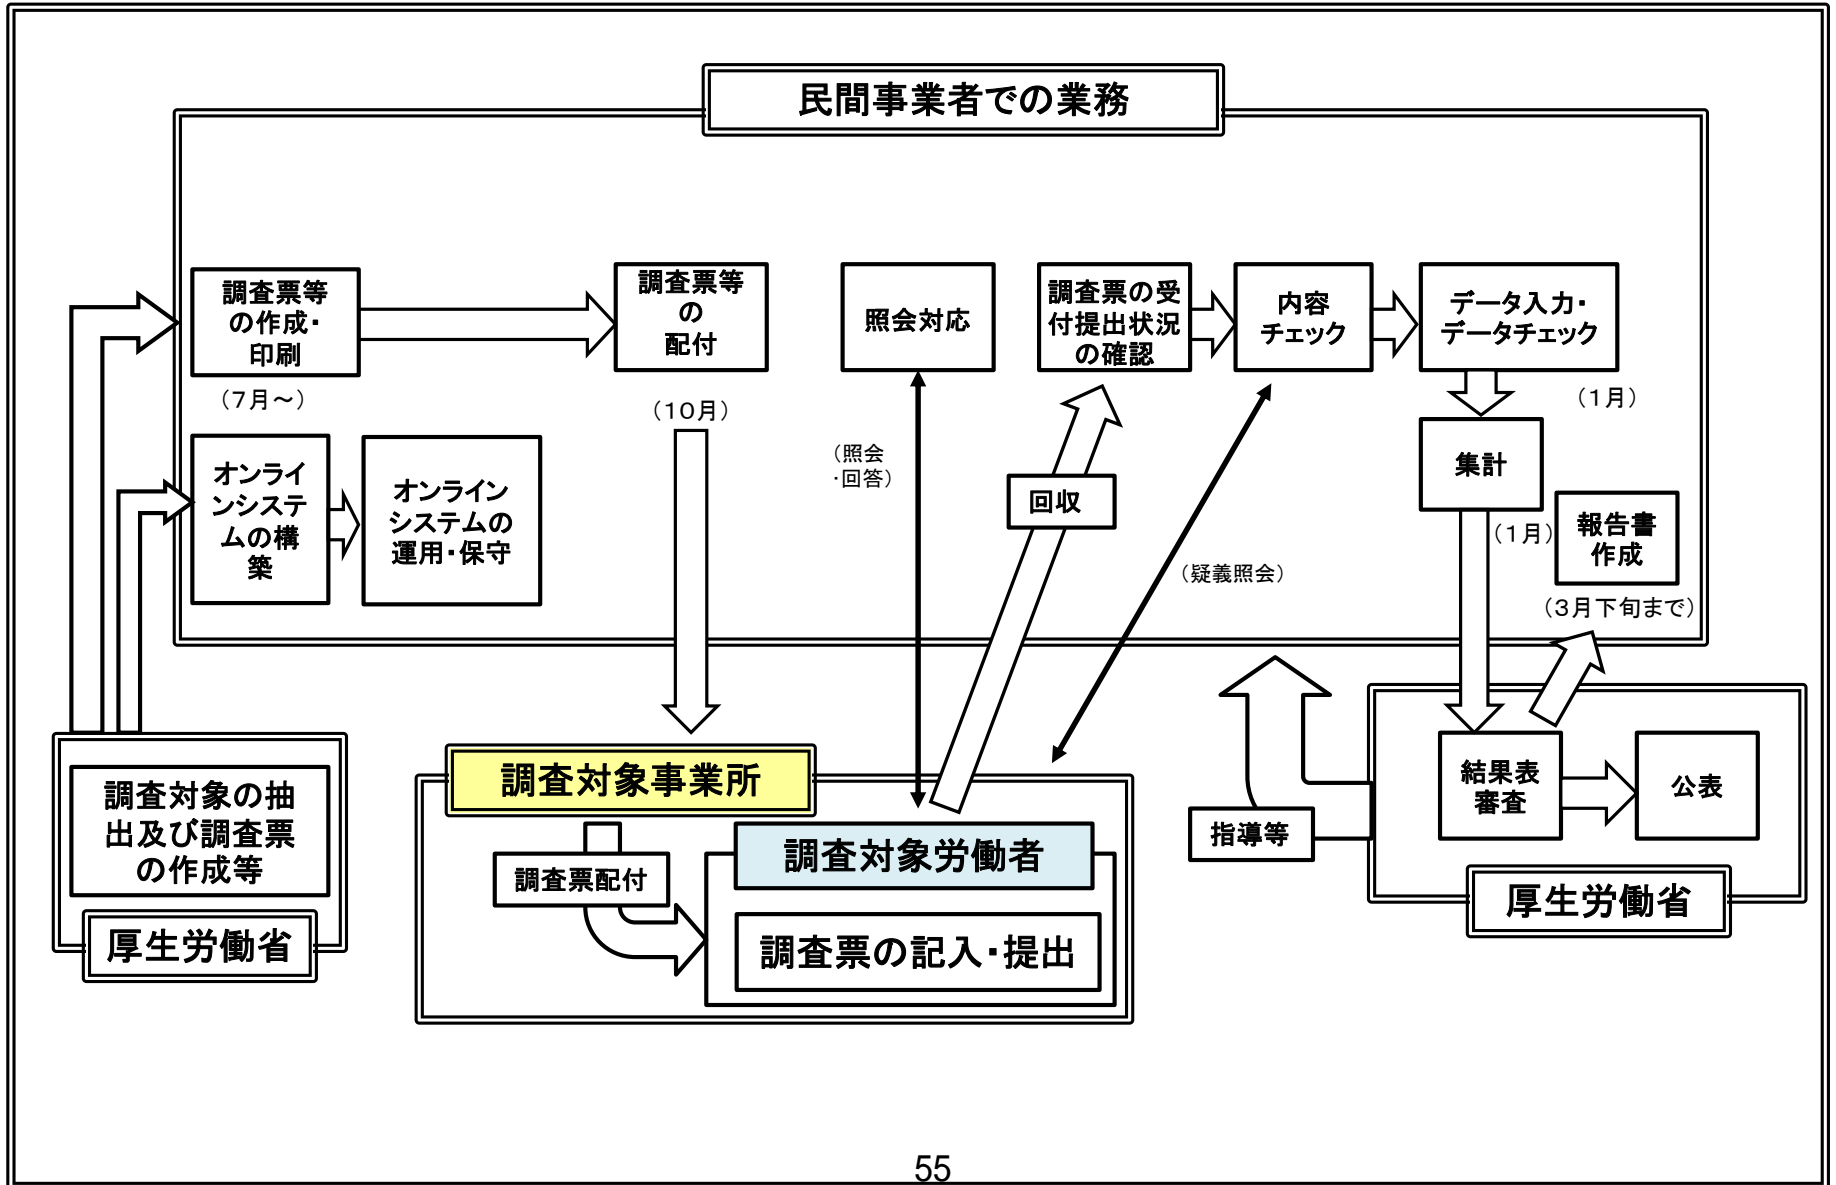 民間事業者での業務
調査票等
の作成・
印刷
（７月～）
調査票等
の
配付
（１０月）
照会対応
（照会
・回答）
調査票の受
付提出状況
の確認
内容
チェック
データ入力・
データチェック
（１月）
オンライ
ンシステ
ムの構
築
オンライン
システムの
運用・保守
回収
（疑義照会）
集計
（１月）
報告書
作成
（３月下旬まで）
調査対象の抽
出及び調査票
の作成等
厚生労働省
調査対象事業所
調査票配付
調査対象労働者
調査票の記入・提出
指導等
結果表
審査
公表
厚生労働省
55